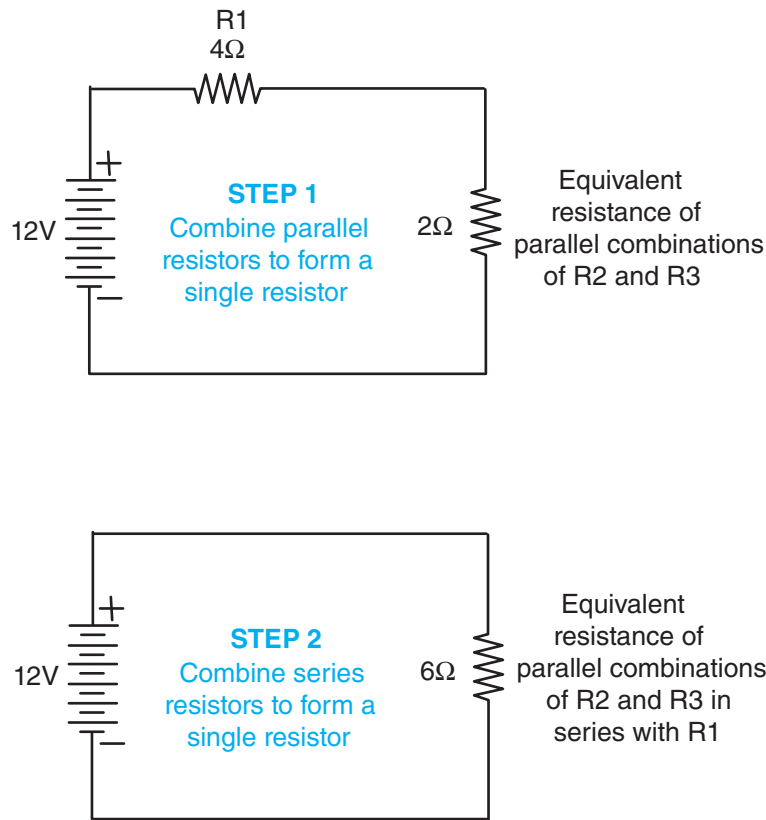 R1
4Ω
+
STEP 1
Combine parallel
resistors to form a
single resistor
12V
−
2Ω
Equivalent
resistance of
parallel combinations
of R2 and R3
+
STEP 2
Combine series
resistors to form a
single resistor
12V
−
6Ω
Equivalent
resistance of
parallel combinations
of R2 and R3 in
series with R1